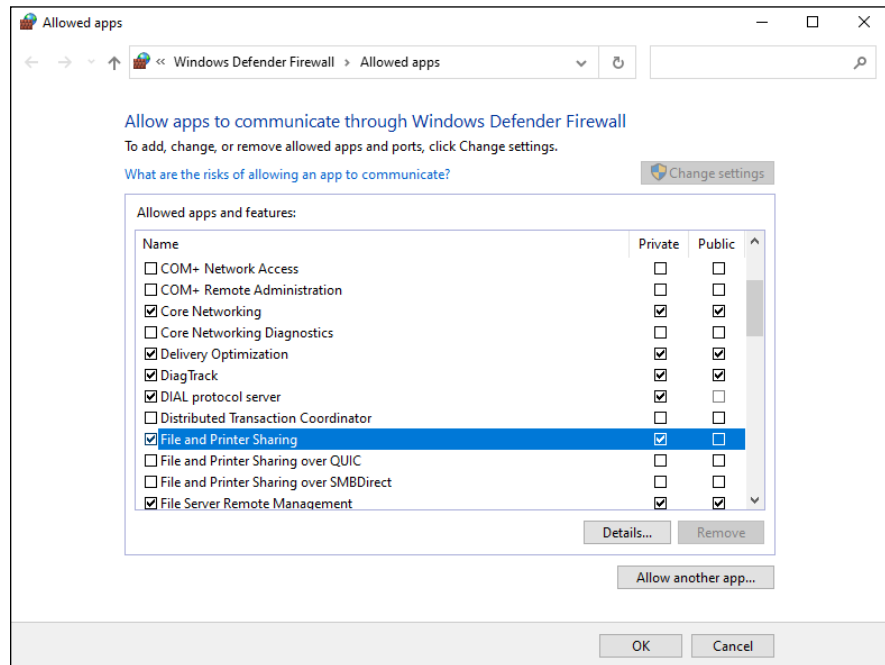 Allowed apps
« Windows Defender Firewall › Allowed apps
Allow apps to communicate through Windows Defender Firewall
To add, change, or remove allowed apps and ports, click Change settings.
What are the risks of allowing an app to communicate?
Change settings
Allowed apps and features:
Name Private Public
COM+ Network Access
COM+ Remote Administration
Core Networking
Core Networking Diagnostics
Delivery Optimization
DiagTrack
DIAL protocol server
Distributed Transaction Coordinator
File and Printer Sharing
File and Printer Sharing over QUIC
File and Printer Sharing over SMBDirect
File Server Remote Management
Details... Remove
Allow another app...
OK Cancel